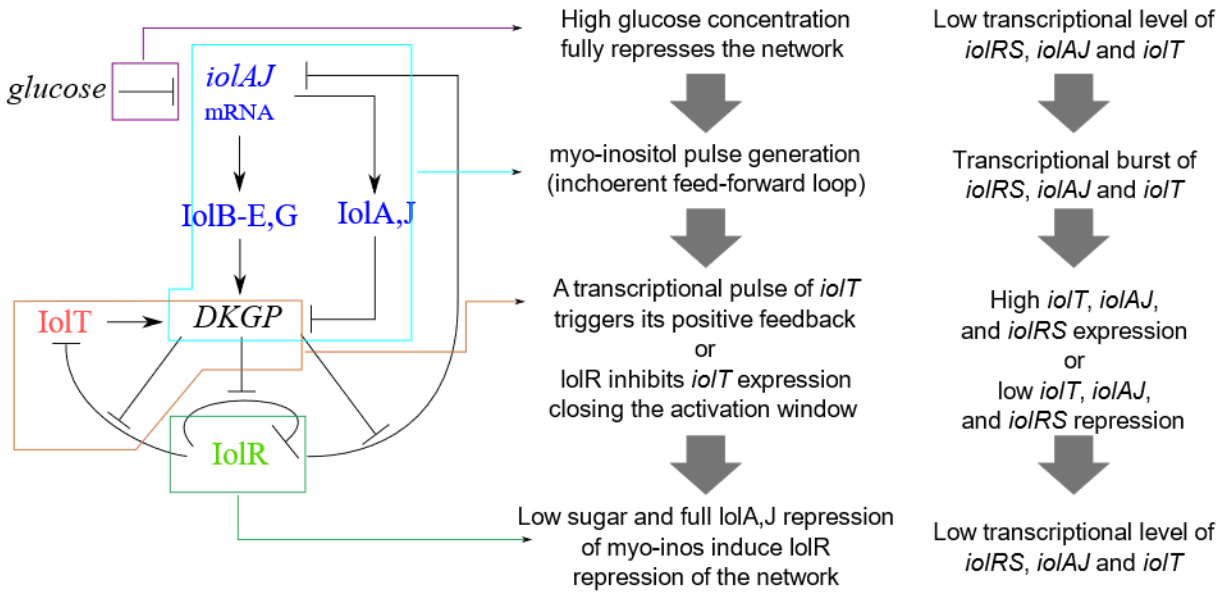 glucose
iolAJ
mRNA
IolB-E,G
IolA,J
IolT
DKGP
IolR
High glucose concentration
fully represses the network
myo-inositol pulse generation
(inchoerent feed-forward loop)
A transcriptional pulse of iolT
triggers its positive feedback
or
IolR inhibits iolT expression
closing the activation window
Low sugar and full IolA,J repression
of myo-inos induce IolR
repression of the network
Low transcriptional level of
iolRS, iolAJ and iolT
Transcriptional burst of
iolRS, iolAJ and iolT
High iolT, iolAJ,
and iolRS expression
or
low iolT, iolAJ,
and iolRS repression
Low transcriptional level of
iolRS, iolAJ and iolT